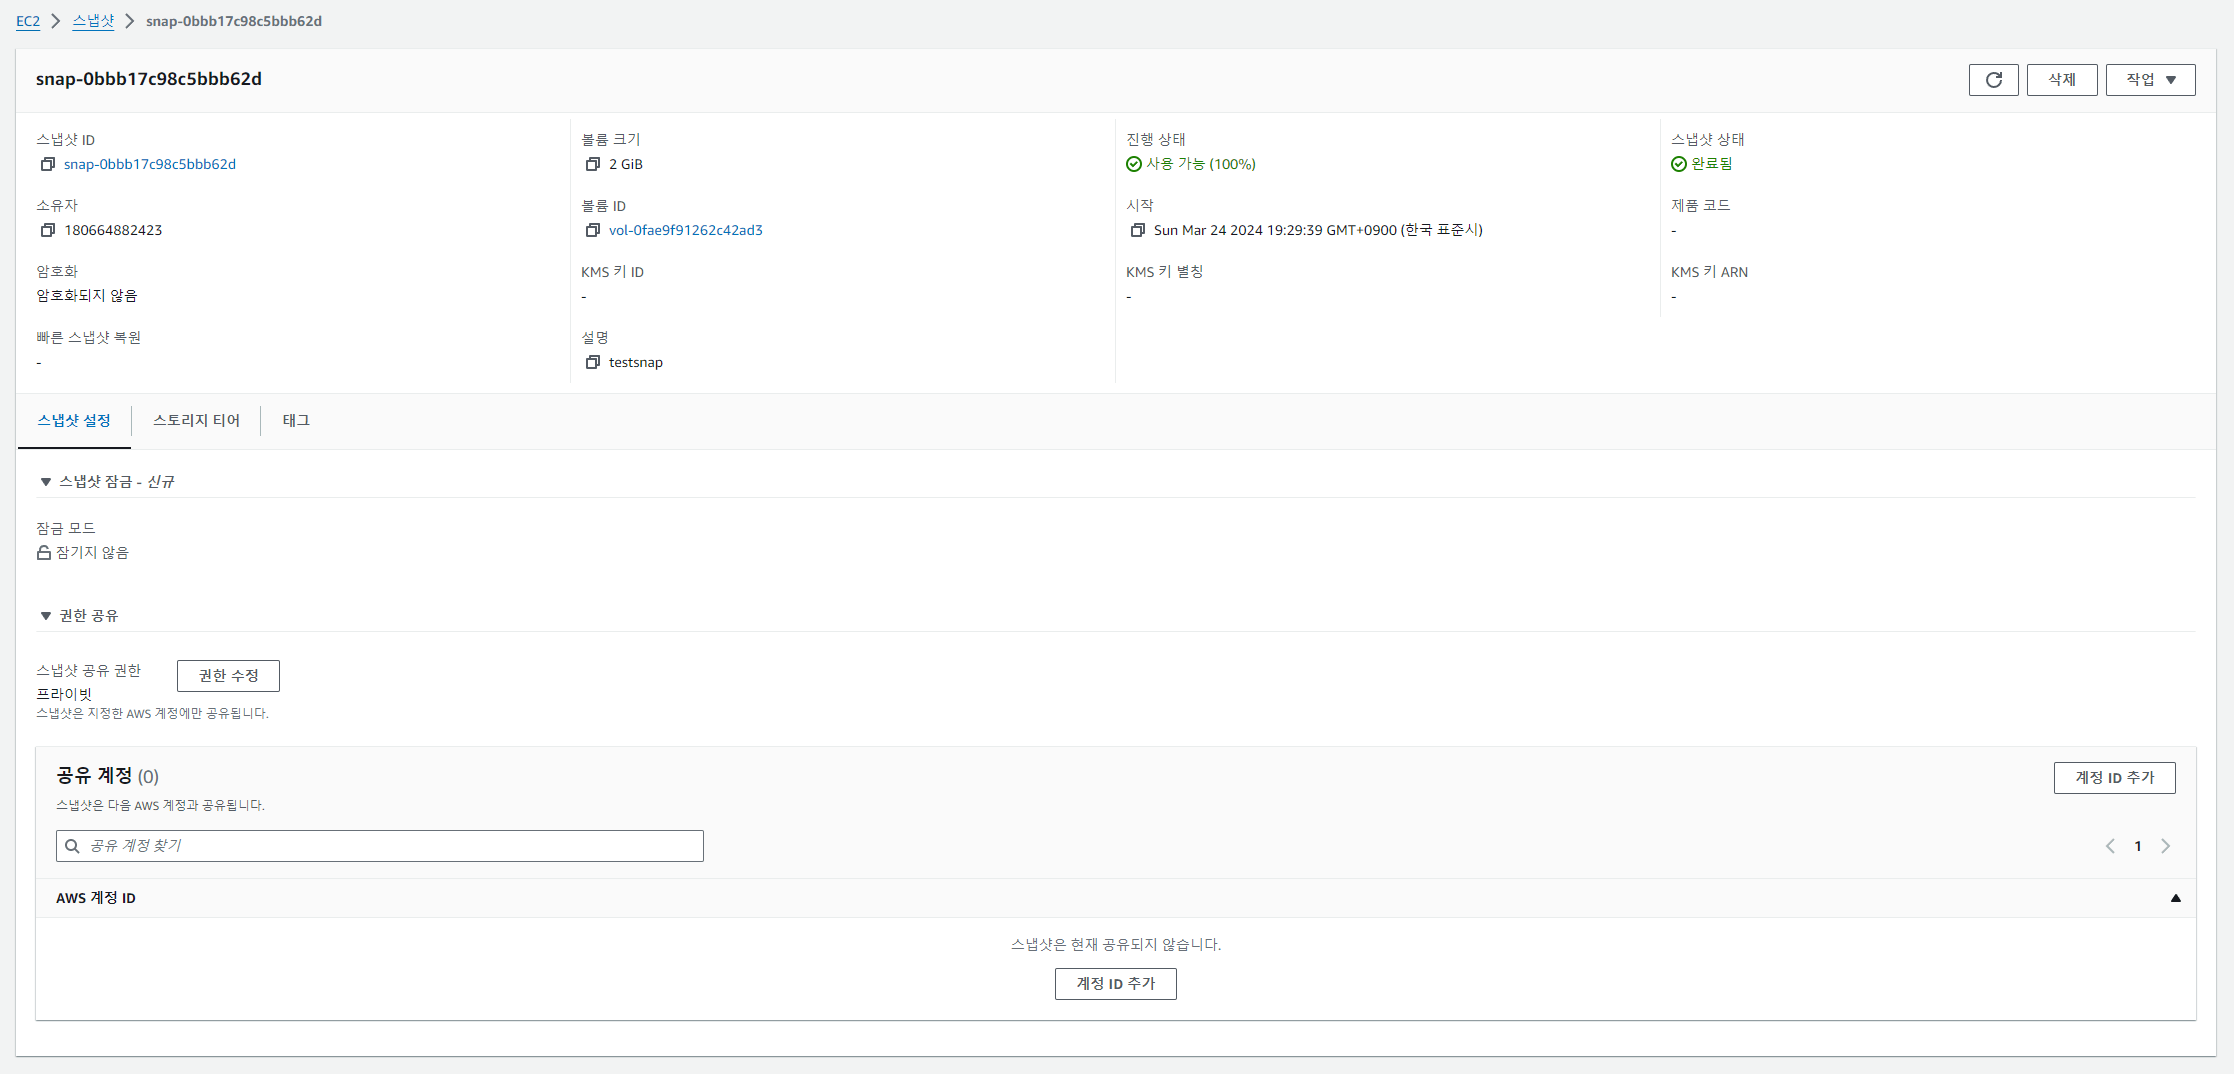 EC2 > 스냅샷 > snap-0bbb17c98c5bbb62d
snap-0bbb17c98c5bbb62d
삭제
작업
스냅샷 ID
snap-0bbb17c98c5bbb62d
볼륨 크기
2 GiB
진행 상태
사용 가능 (100%)
스냅샷 상태
완료됨
소유자
180664882423
볼륨 ID
vol-0fae9f91262c42ad3
시작
Sun Mar 24 2024 19:29:39 GMT+0900 (한국 표준시)
제품 코드
-
암호화
암호화되지 않음
KMS 키 ID
-
KMS 키 별칭
-
KMS 키 ARN
-
빠른 스냅샷 복원
-
설명
testsnap
스냅샷 설정
스토리지 티어
태그
스냅샷 잠금 - 신규
잠금 모드
잠기지 않음
권한 공유
스냅샷 공유 권한
프라이빗
스냅샷은 지정한 AWS 계정에만 공유됩니다.
권한 수정
공유 계정 (0)
스냅샷은 다음 AWS 계정과 공유됩니다.
계정 ID 추가
공유 계정 찾기
1
AWS 계정 ID
스냅샷은 현재 공유되지 않습니다.
계정 ID 추가